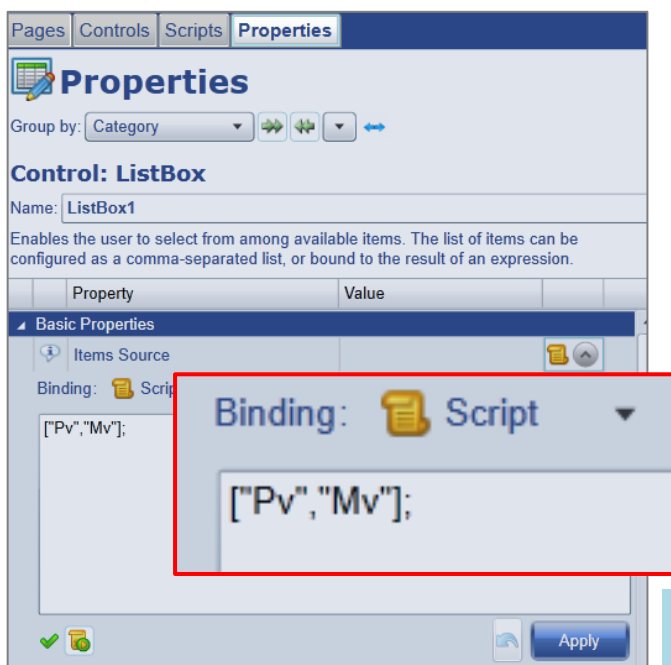 Pages Controls Scripts Properties
Properties
Group by: Category
Control: ListBox
Name: ListBox1
Enables the user to select from among available items. The list of items can be
configured as a comma-separated list, or bound to the result of an expression.
Property Value
Basic Properties
Items Source
Binding: Scrip
["Pv","Mv"];
Binding: Script
["Pv","Mv"];
Apply